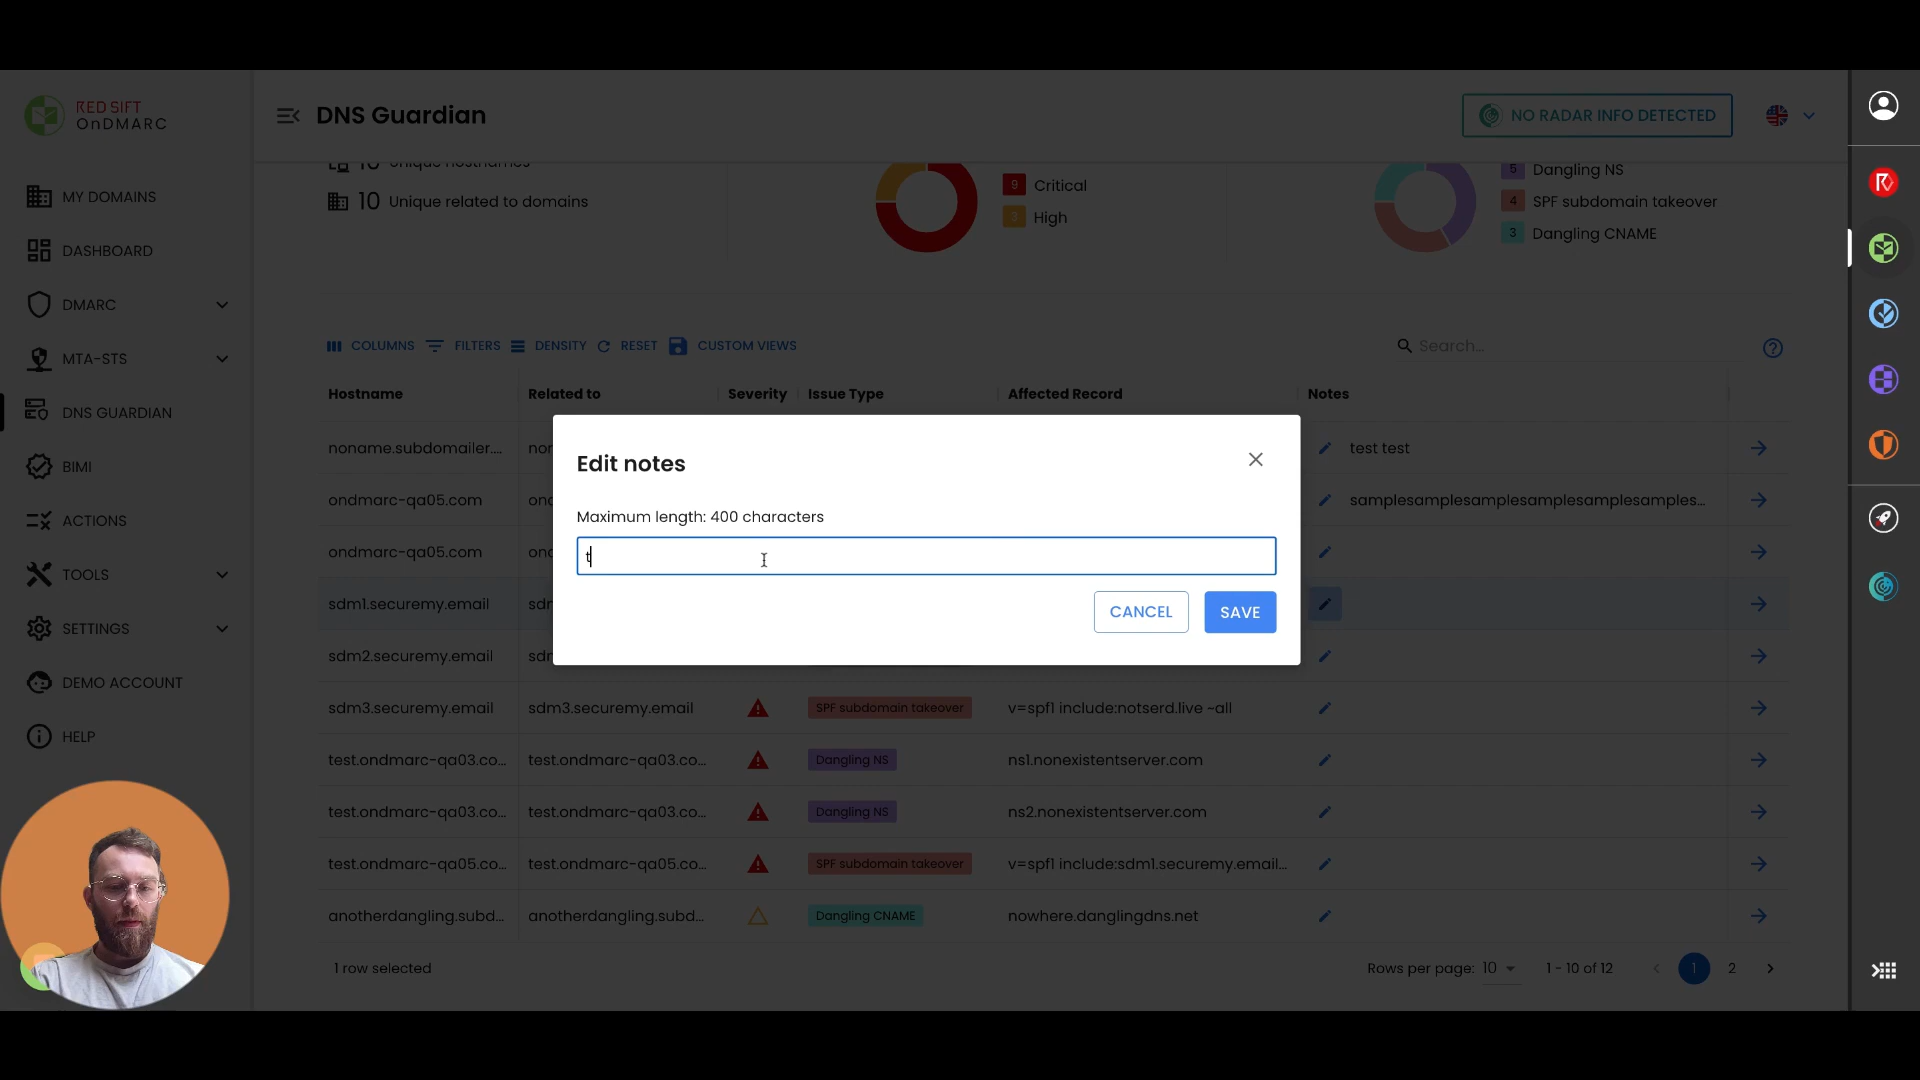 RED SIFT
OnDMARC
DNS Guardian
NO RADAR INFO DETECTED
MY DOMAINS
DASHBOARD
DMARC
MTA-STS
DNS GUARDIAN
BIMI
ACTIONS
TOOLS
SETTINGS
DEMO ACCOUNT
HELP
10 Unique hostnames
10 Unique related to domains
9 Critical
3 High
5 Dangling NS
4 SPF subdomain takeover
3 Dangling CNAME
COLUMNS FILTERS DENSITY RESET CUSTOM VIEWS Search...
Hostname Related to Severity Issue Type Affected Record Notes
noname.subdomailer.... test test
ondmarc-qa05.com samplesamplesamplesamplesamplesamples...
ondmarc-qa05.com
sdm1.securemy.email
sdm2.securemy.email
Edit notes
Maximum length: 400 characters
t
CANCEL SAVE
sdm3.securemy.email sdm3.securemy.email SPF subdomain takeover v=spf1 include:notserd.live ~all
test.ondmarc-qa03.co... test.ondmarc-qa03.co... Dangling NS ns1.nonexistentserver.com
test.ondmarc-qa03.co... test.ondmarc-qa03.co... Dangling NS ns2.nonexistentserver.com
test.ondmarc-qa05.co... test.ondmarc-qa05.co... SPF subdomain takeover v=spf1 include:sdm1.securemy.email...
anotherdangling.subd... anotherdangling.subd... Dangling CNAME nowhere.danglingdns.net
1 row selected Rows per page: 10 1 - 10 of 12 1 2